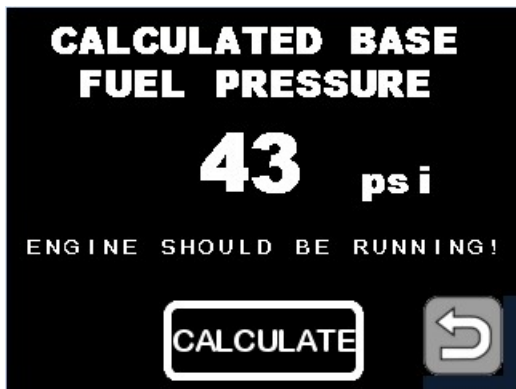 CALCULATED BASE
FUEL PRESSURE
43 psi
ENGINE SHOULD BE RUNNING!
CALCULATE